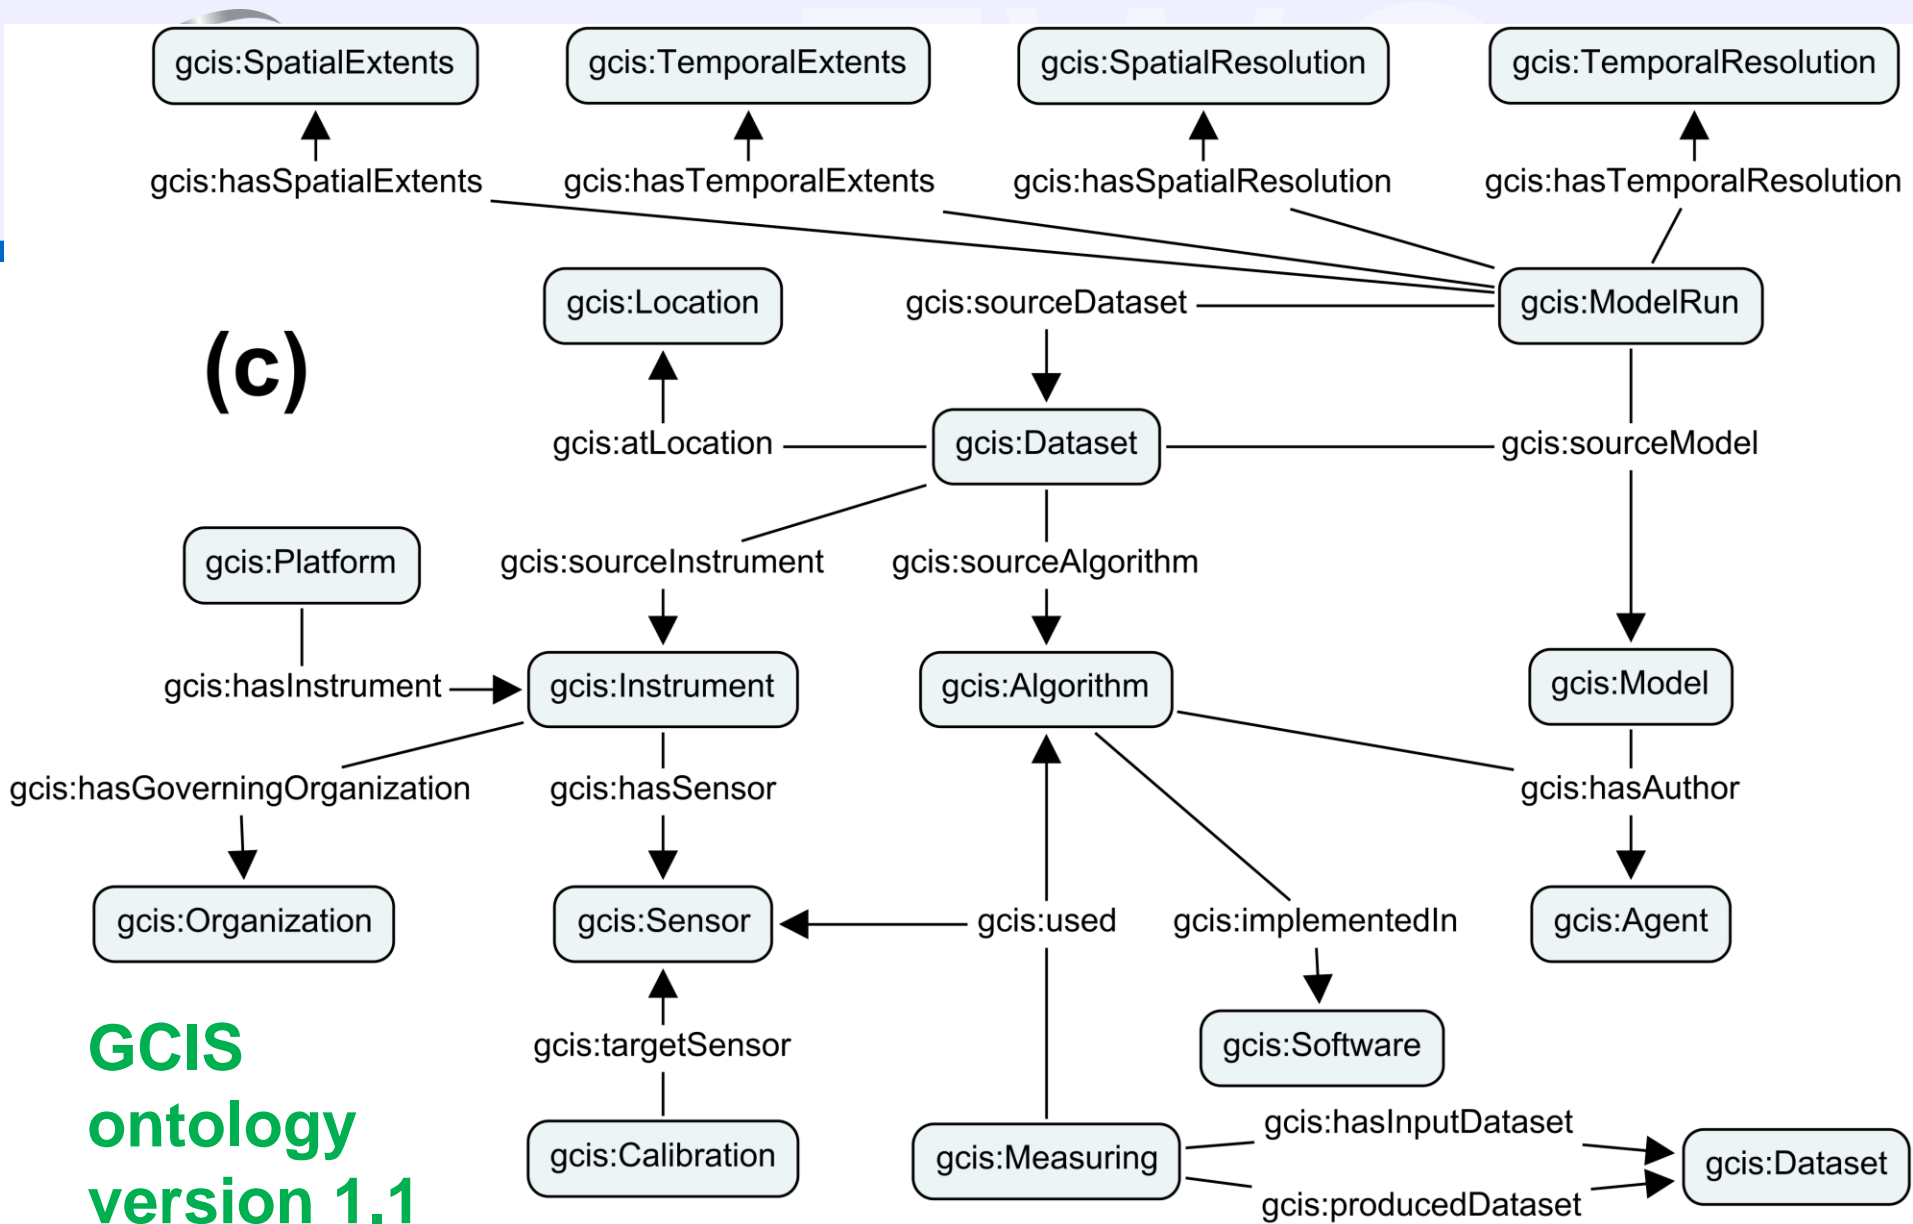 gcis:SpatialExtents
gcis:TemporalExtents
gcis:SpatialResolution
gcis:TemporalResolution
gcis:hasSpatialExtents
gcis:hasTemporalExtents
gcis:hasSpatialResolution
gcis:hasTemporalResolution
gcis:Location
gcis:sourceDataset
gcis:ModelRun
(c)
gcis:atLocation
gcis:Dataset
gcis:sourceModel
gcis:Platform
gcis:sourceInstrument
gcis:sourceAlgorithm
gcis:hasInstrument
gcis:Instrument
gcis:Algorithm
gcis:Model
gcis:hasGoverningOrganization
gcis:hasSensor
gcis:hasAuthor
gcis:Organization
gcis:Sensor
gcis:used
gcis:implementedIn
gcis:Agent
gcis:targetSensor
gcis:Software
gcis:Calibration
gcis:Measuring
gcis:hasInputDataset
gcis:producedDataset
gcis:Dataset
GCIS
ontology
version 1.1